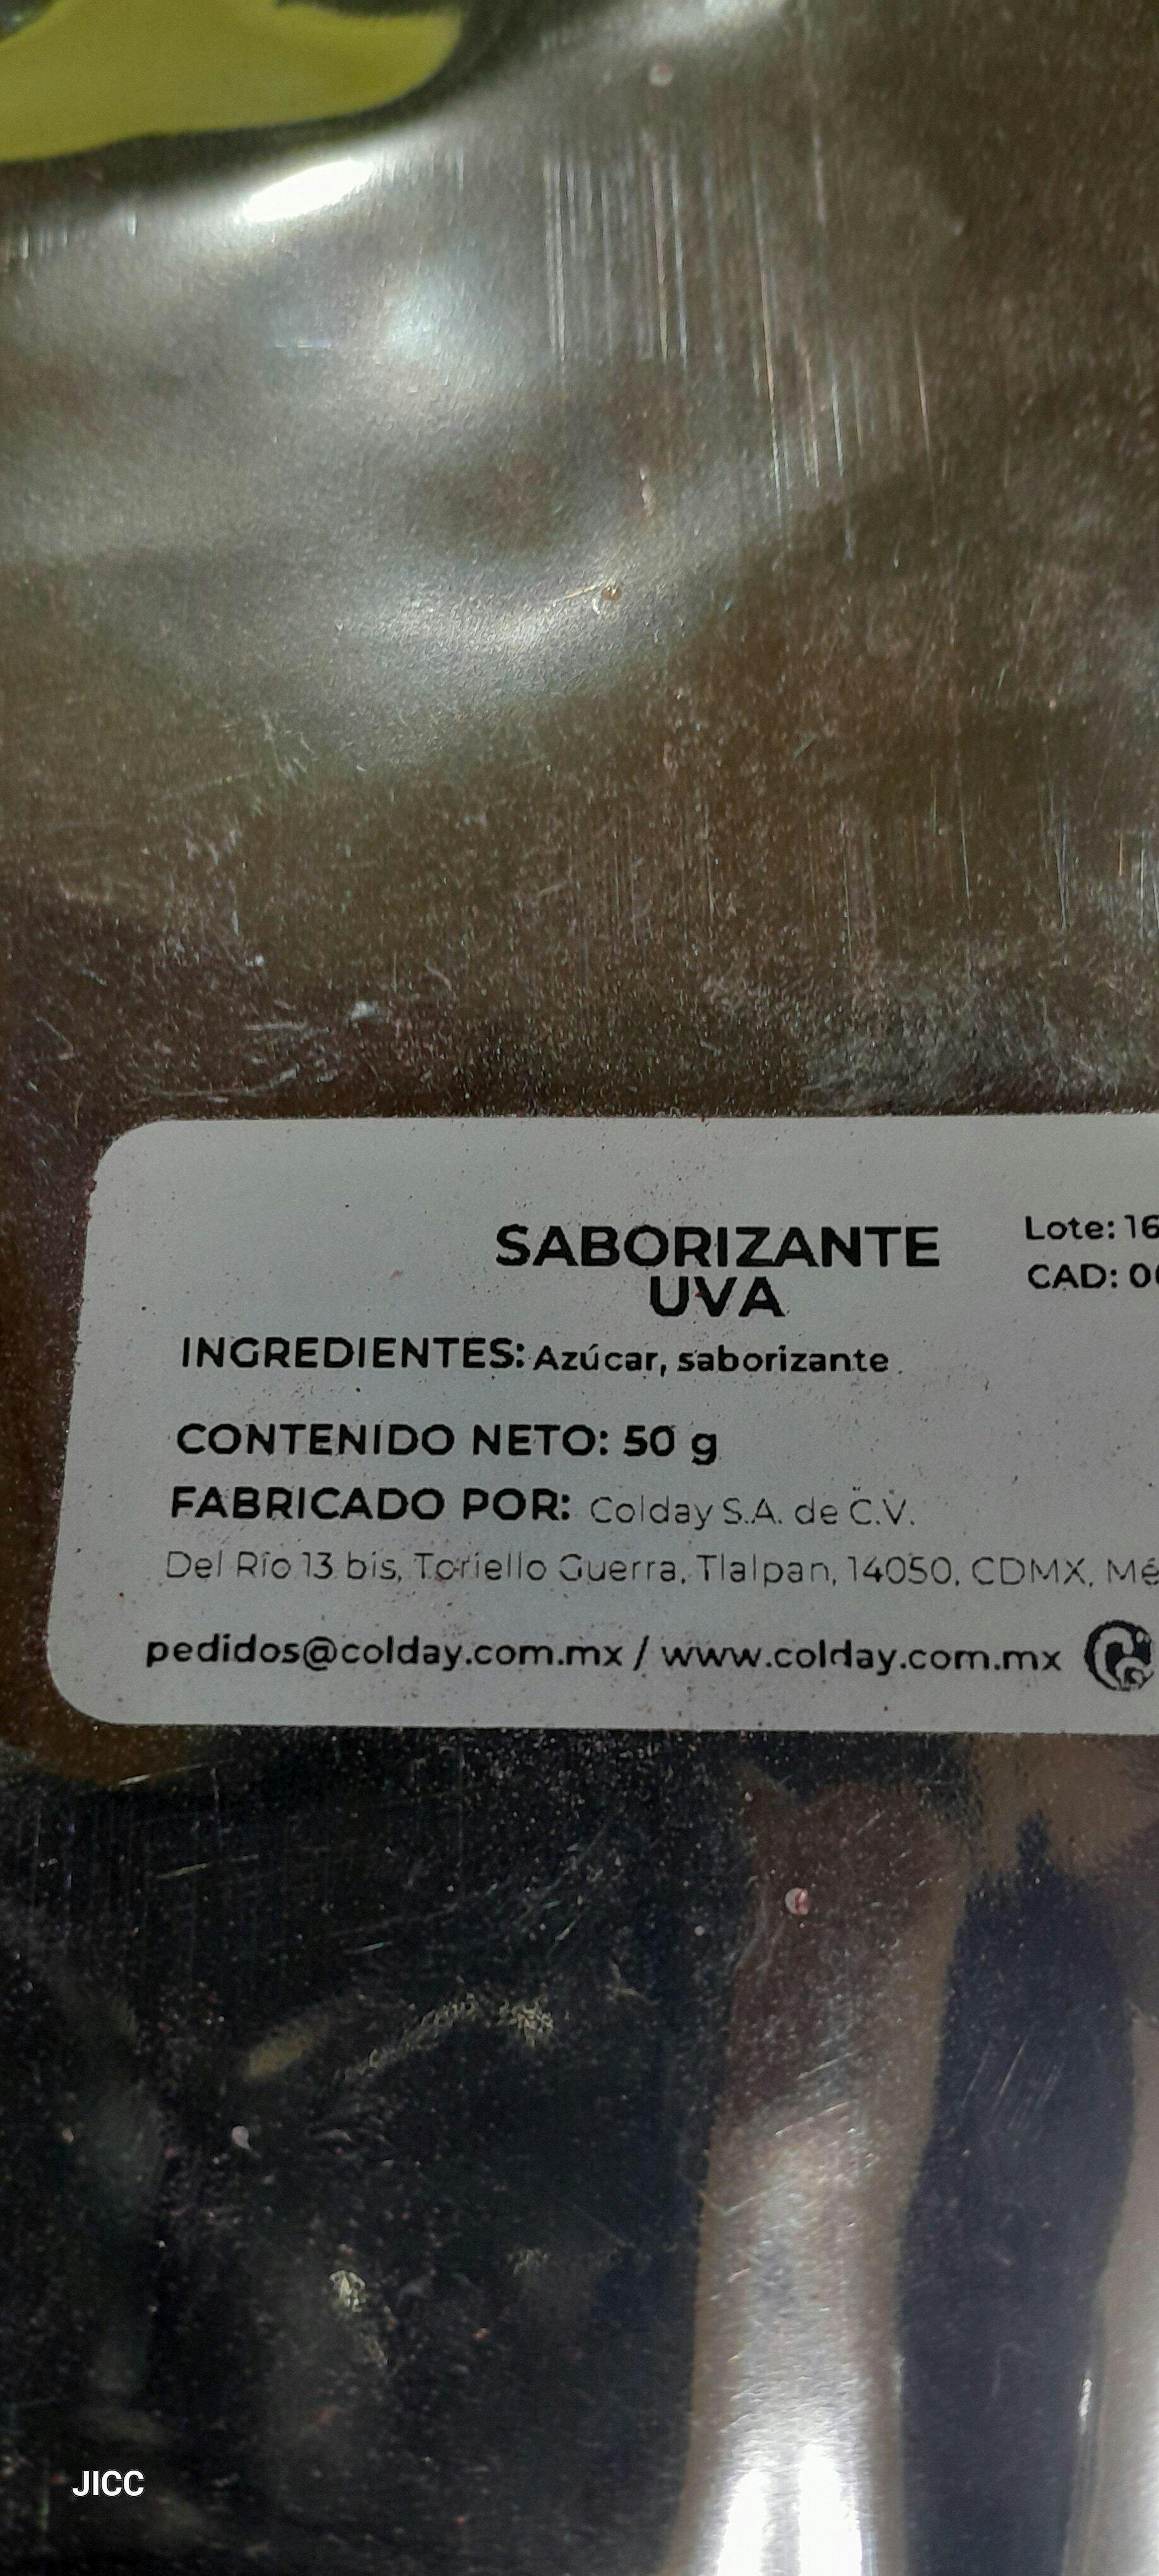 SABORIZANTE
UVA
Lote: 16
CAD: 0
INGREDIENTES: Azúcar, saborizante
CONTENIDO NETO: 50 g
FABRICADO POR: Colday S.A. de C.V.
Del Río 13 bis, Toriello Guerra, Tlalpan, 14050, CDMX, Mé
pedidos@colday.com.mx / www.colday.com.mx
JICC